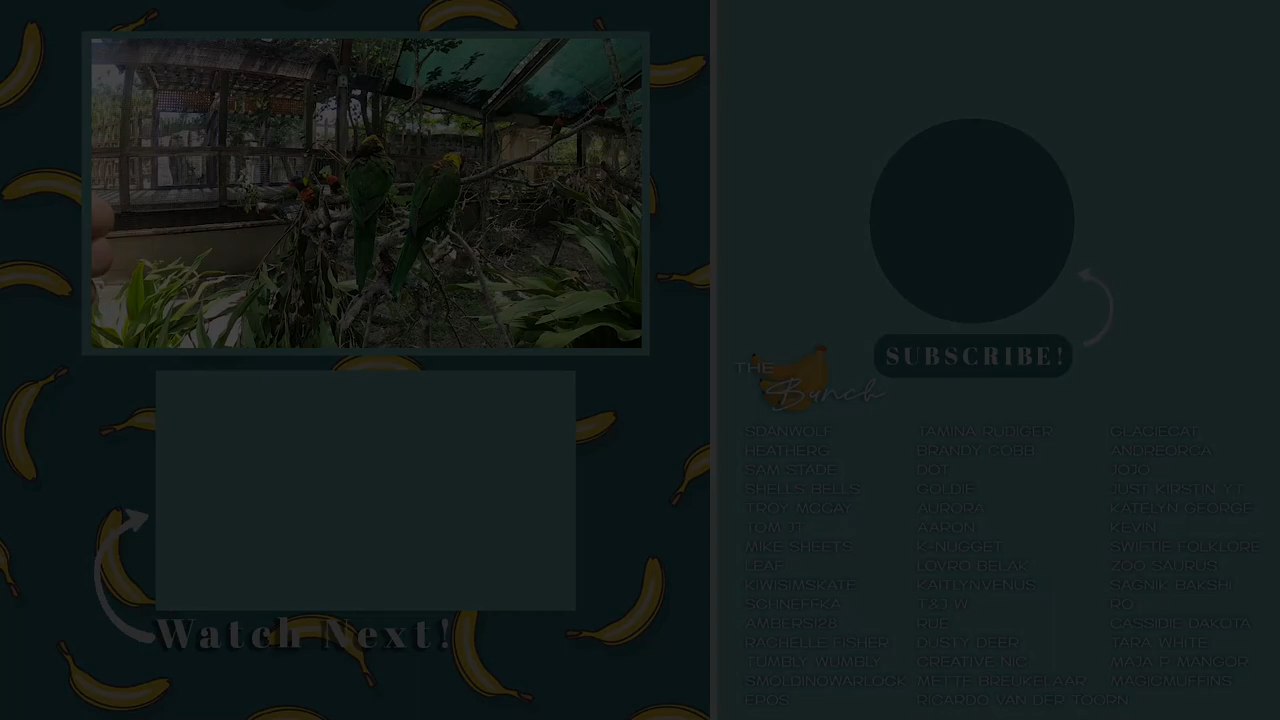 SUBSCRIBE!
THE
Bunch
SDANWOLF TAMINA RUDIGER GLACIECAT
HEATHERG BRANDY COBB ANDREORCA
SAM STADE DOT JOJO
SHELLS BELLS GOLDIE JUST KIRSTIN YT
TROY MCCAY AURORA KATELYN GEORGE
TOM JT AARON KEVIN
MIKE SHEETS K-NUGGET SWIFTIE FOLKLORE
LEAF LOVRO BELAK ZOO SAURUS
KIWISIMSKATE KAITLYNVENUS SAGNIK BAKSHI
SCHNEFFKA T&J W RO
AMBERS128 RUE CASSIDIE DAKOTA
RACHELLE FISHER DUSTY DEER TARA WHITE
TUMBLY WUMBLY CREATIVE NIC MAJA P MANGOR
SMOLDINOWARLOCK METTE BREUKELAAR MAGICMUFFINS
EPOS RICARDO VAN DER TOORN
Watch Next!